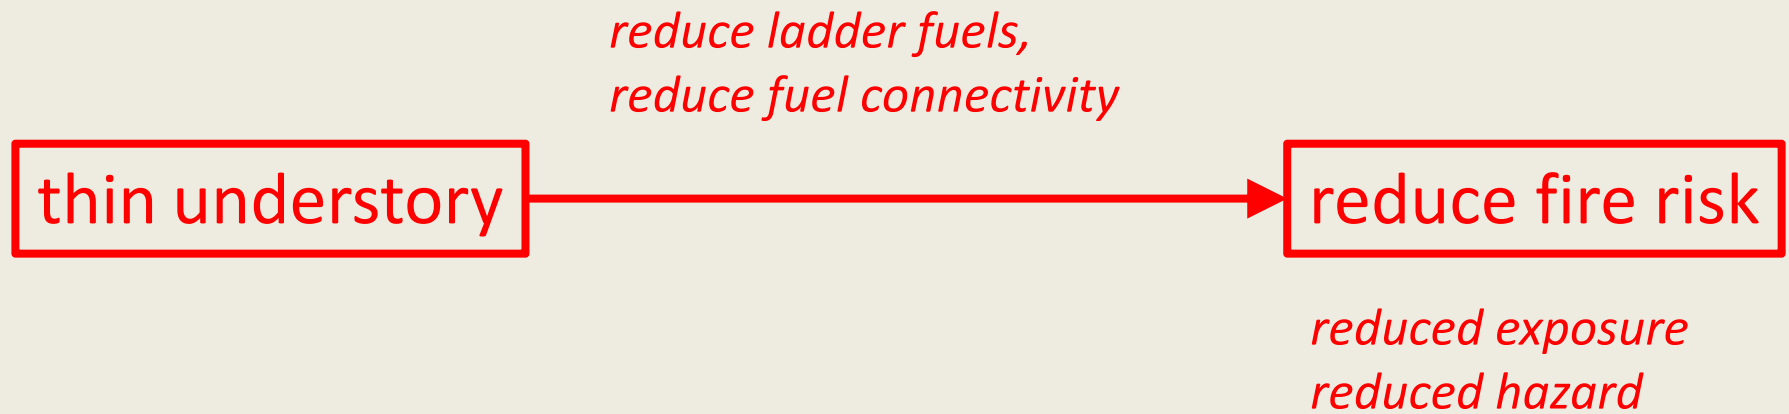 reduce ladder fuels,
reduce fuel connectivity
thin understory
reduce fire risk
reduced exposure
reduced hazard